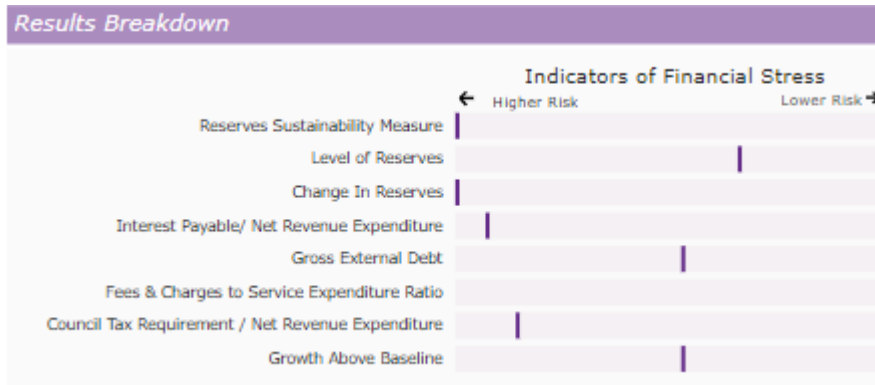 Results Breakdown
Indicators of Financial Stress
Higher Risk
Lower Risk
Reserves Sustainability Measure
Level of Reserves
Change In Reserves
Interest Payable/ Net Revenue Expenditure
Gross External Debt
Fees & Charges to Service Expenditure Ratio
Council Tax Requirement / Net Revenue Expenditure
Growth Above Baseline